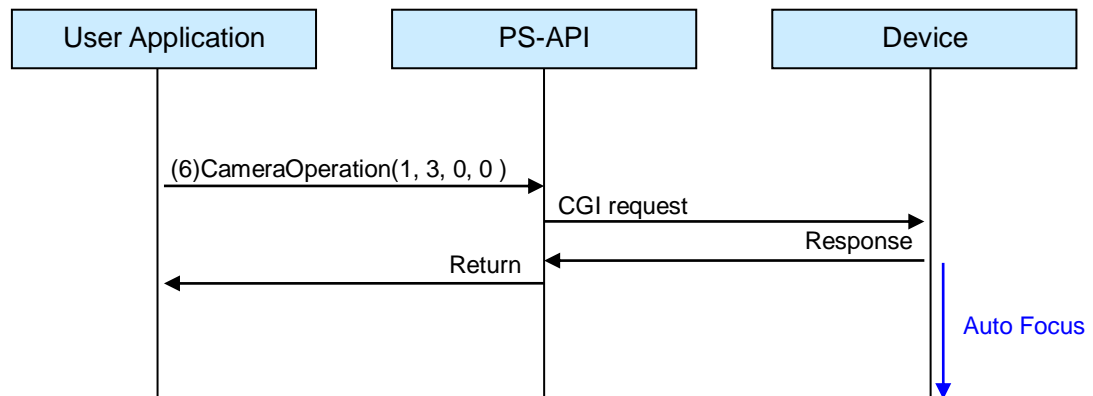 User Application
PS-API
Device
(6)CameraOperation(1, 3, 0, 0 )
CGI request
Response
Return
Auto Focus